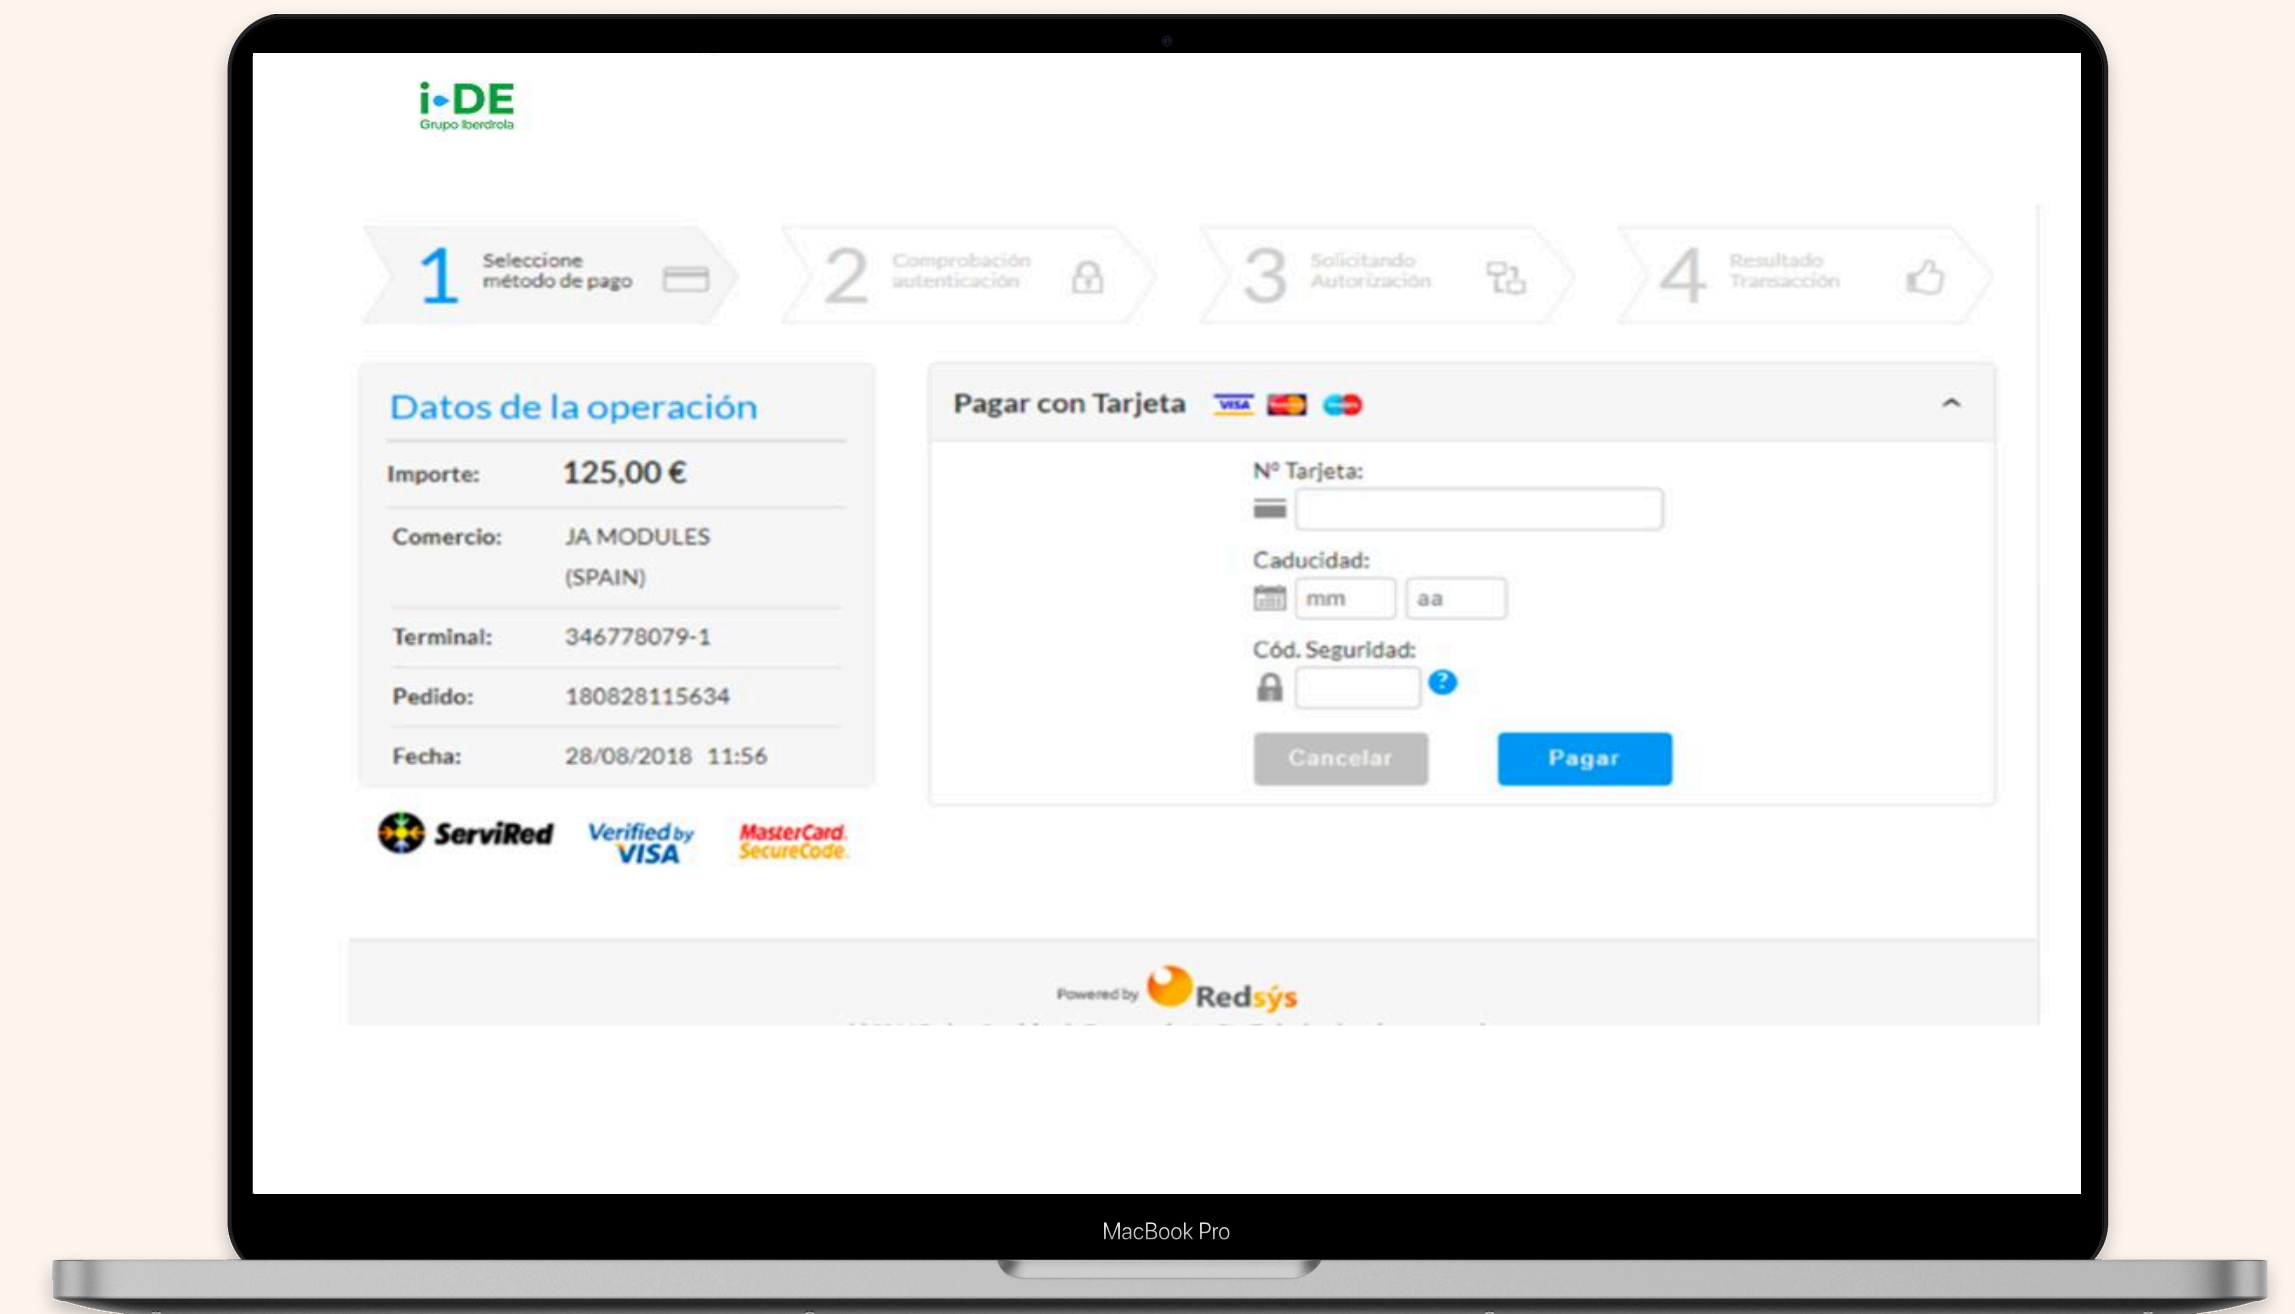 i-DE
Grupo Iberdrola
1 Seleccione
método de pago
2 Comprobación
autenticación
3 Solicitando
Autorización
4 Resultado
Transacción
Datos de la operación
Importe: 125,00 €
Comercio: JA MODULES
(SPAIN)
Terminal: 346778079-1
Pedido: 180828115634
Fecha: 28/08/2018 11:56
ServiRed
Verified by
VISA
MasterCard.
SecureCode.
Pagar con Tarjeta VISA
Nº Tarjeta:
Caducidad:
mm aa
Cód. Seguridad:
?
Cancelar Pagar
Powered by Redsýs
MacBook Pro